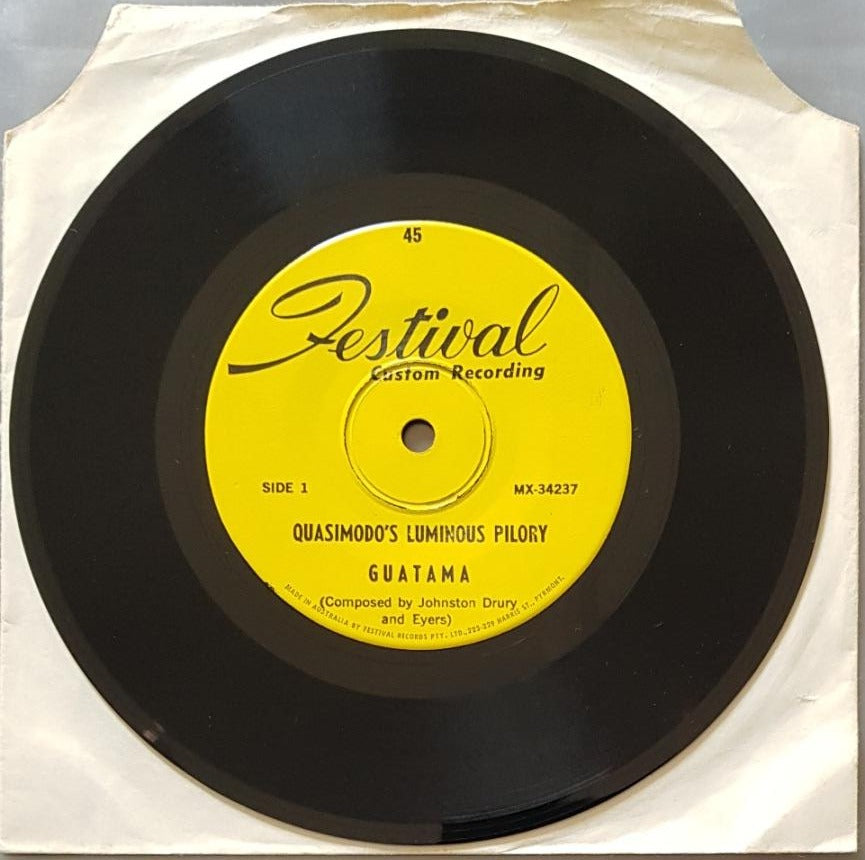 45
Festival
Custom Recording
SIDE 1
MX-34237
QUASIMODO'S LUMINOUS PILORY
GUATAMA
(Composed by Johnston Drury
and Eyers)
MADE IN AUSTRALIA BY FESTIVAL RECORDS PTY. LTD., 223-229 HARRIS ST., PYRMONT.